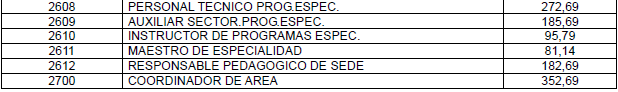 2608 PERSONAL TECNICO PROG.ESPEC. 272,69
2609 AUXILIAR SECTOR.PROG.ESPEC. 185,69
2610 INSTRUCTOR DE PROGRAMAS ESPEC. 95,79
2611 MAESTRO DE ESPECIALIDAD 81,14
2612 RESPONSABLE PEDAGOGICO DE SEDE 182,69
2700 COORDINADOR DE AREA 352,69